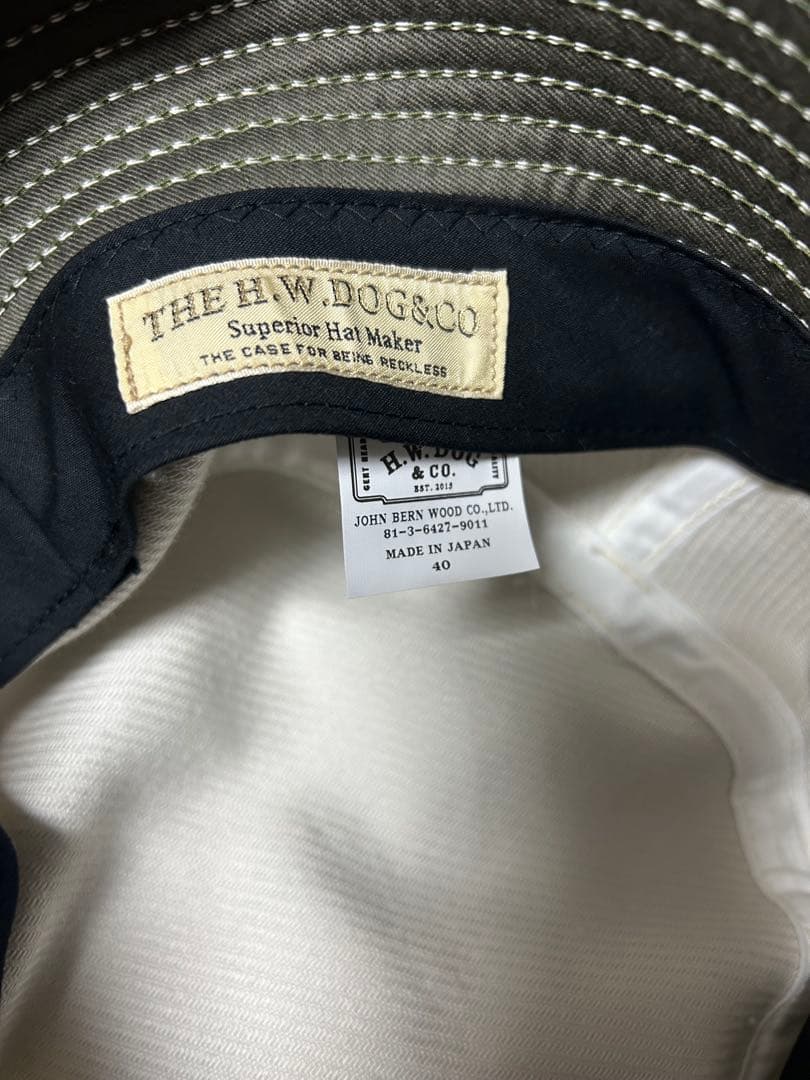 THE H.W.DOG&CO
Superior Hat Maker
THE CASE FOR BEING RECKLESS
H.W.DOG
& CO.
EST. 2015
JOHN BERN WOOD CO.,LTD.
81-3-6427-9011
MADE IN JAPAN
40